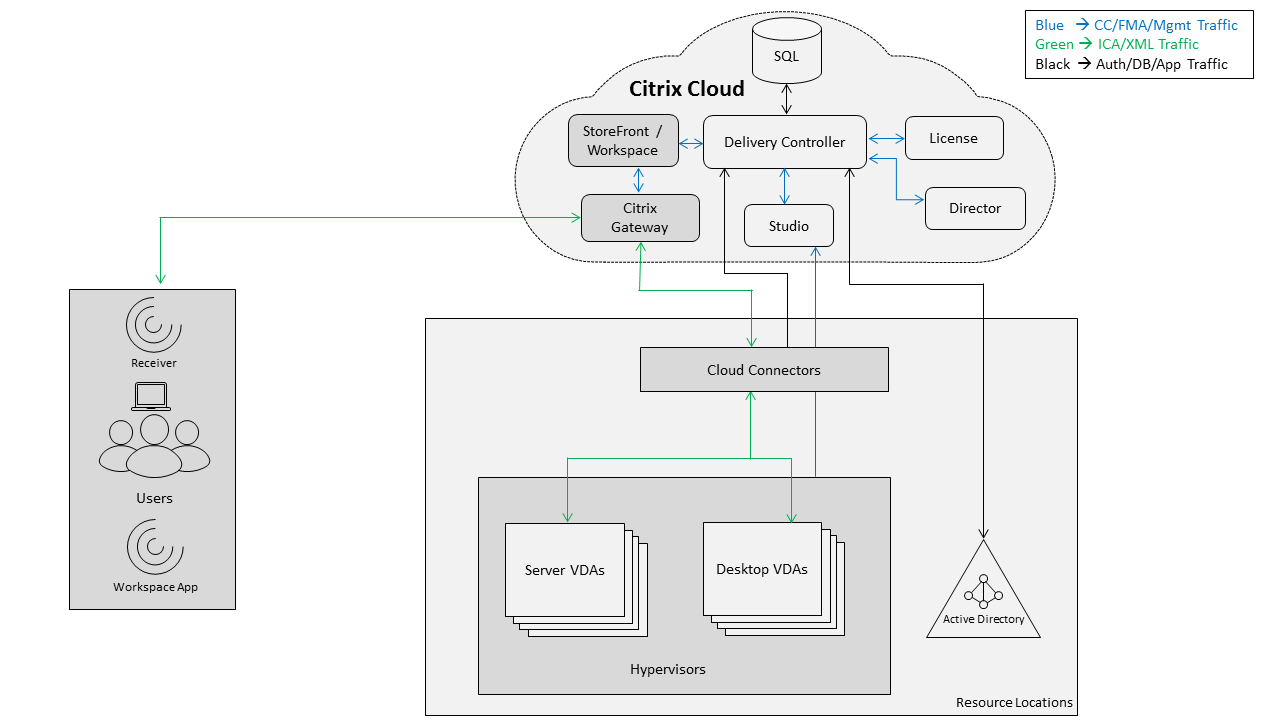 Blue → CC/FMA/Mgmt Traffic
Green → ICA/XML Traffic
Black → Auth/DB/App Traffic
SQL
Citrix Cloud
StoreFront /
Workspace
Delivery Controller
License
Citrix
Gateway
Studio
Director
Receiver
Users
Workspace App
Cloud Connectors
Server VDAs
Desktop VDAs
Hypervisors
Active Directory
Resource Locations